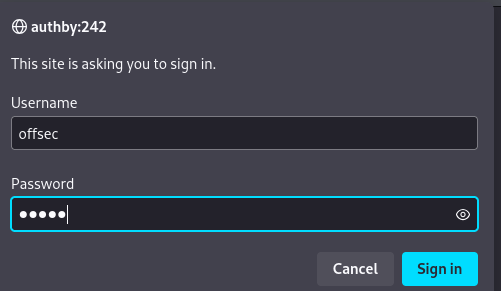 authby:242
This site is asking you to sign in.
Username
offsec
Password
●●●●●
Cancel Sign in